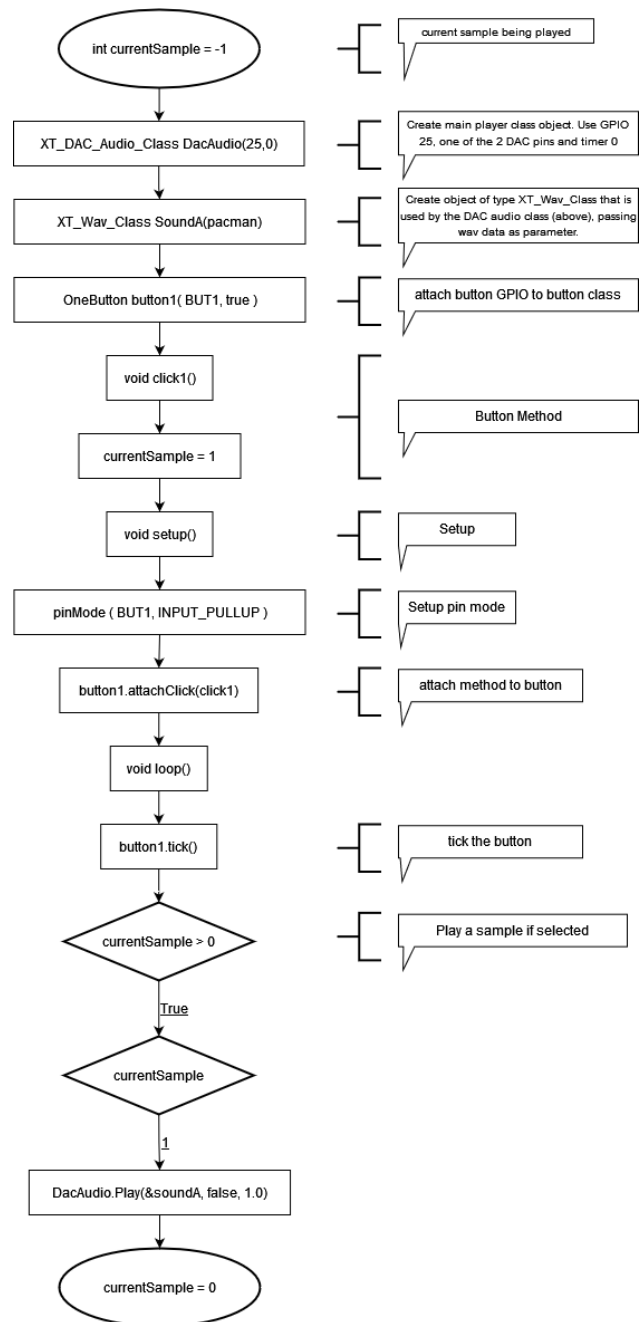 int currentSample = -1
current sample being played
XT_DAC_Audio_Class DacAudio(25,0)
Create main player class object. Use GPIO
25, one of the 2 DAC pins and timer 0
XT_Wav_Class SoundA(pacman)
Create object of type XT_Wav_Class that is
used by the DAC audio class (above), passing
wav data as parameter.
OneButton button1( BUT1, true )
attach button GPIO to button class
void click1()
Button Method
currentSample = 1
void setup()
Setup
pinMode ( BUT1, INPUT_PULLUP )
Setup pin mode
button1.attachClick(click1)
attach method to button
void loop()
button1.tick()
tick the button
currentSample > 0
Play a sample if selected
True
currentSample
1
DacAudio.Play(&soundA, false, 1.0)
currentSample = 0